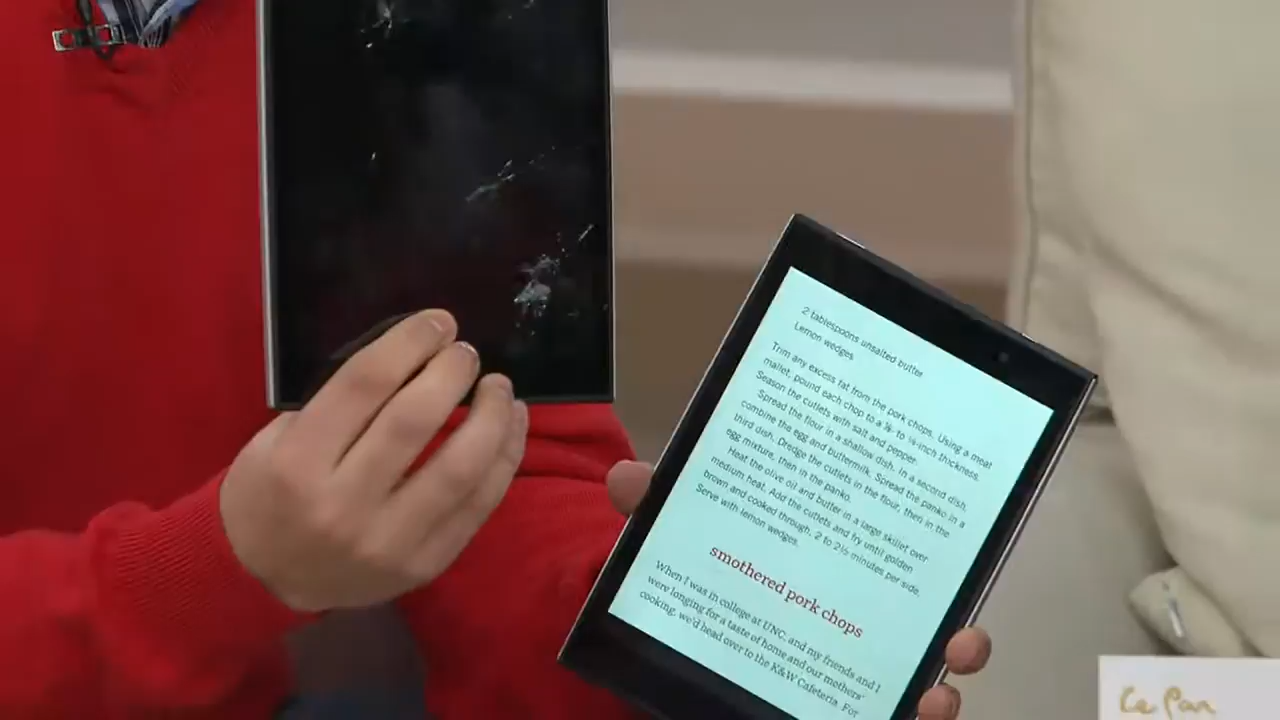 2 tablespoons unsalted butter
Lemon wedges
Trim any excess fat from the pork chops. Using a meat
mallet, pound each chop to a ⅛- to ¼-inch thickness.
Season the cutlets with salt and pepper.
Spread the flour in a shallow dish. In a second dish,
combine the egg and buttermilk. Spread the panko in a
third dish. Dredge the cutlets in the flour, then in the
egg mixture, then in the panko.
Heat the olive oil and butter in a large skillet over
medium heat. Add the cutlets and fry until golden
brown and cooked through, 2 to 2½ minutes per side.
Serve with lemon wedges.
smothered pork chops
When I was in college at UNC, and my friends and I
were longing for a taste of home and our mothers'
cooking, we'd head over to the K&W Cafeteria. For
Le Pan